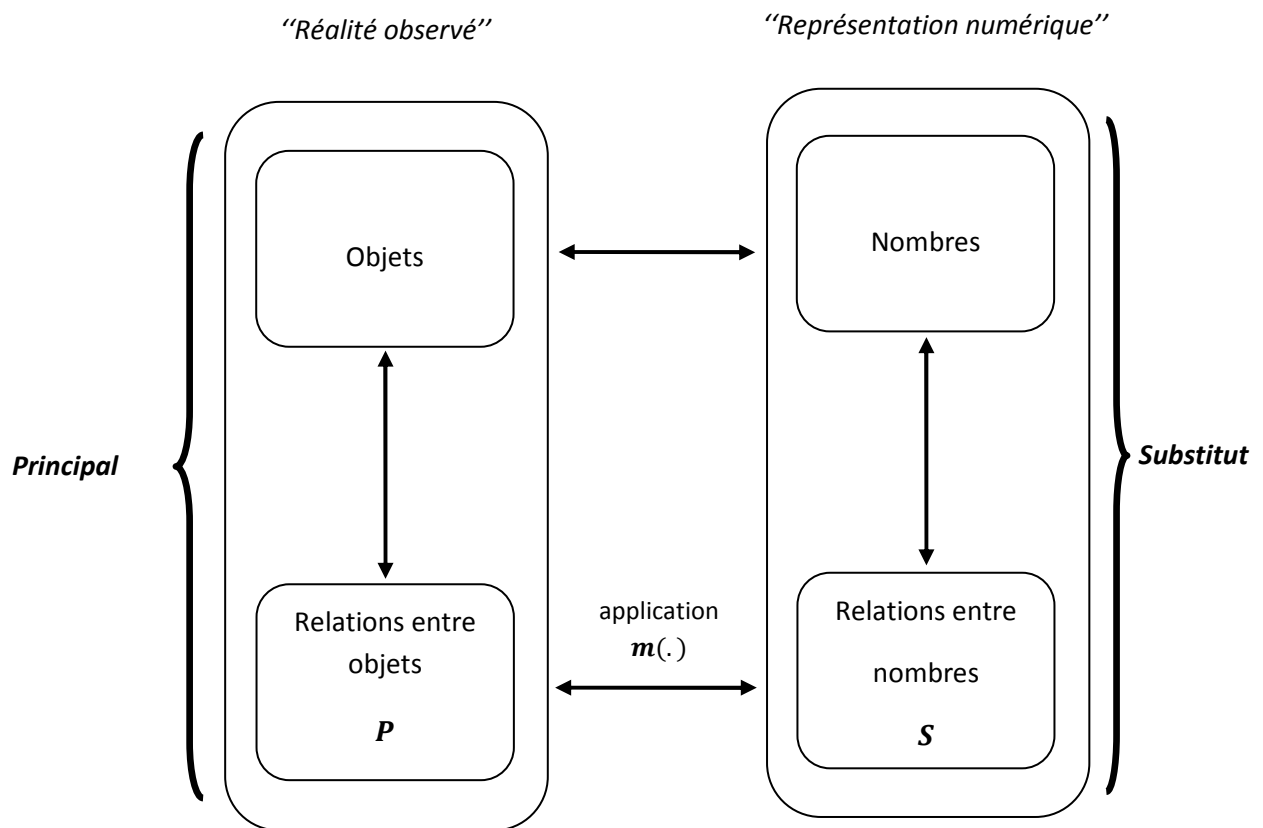 ‘‘Réalité observé’’
‘‘Représentation numérique’’
Objets
Nombres
Principal
Substitut
Relations entre
objets
P
application
m(.)
Relations entre
nombres
S